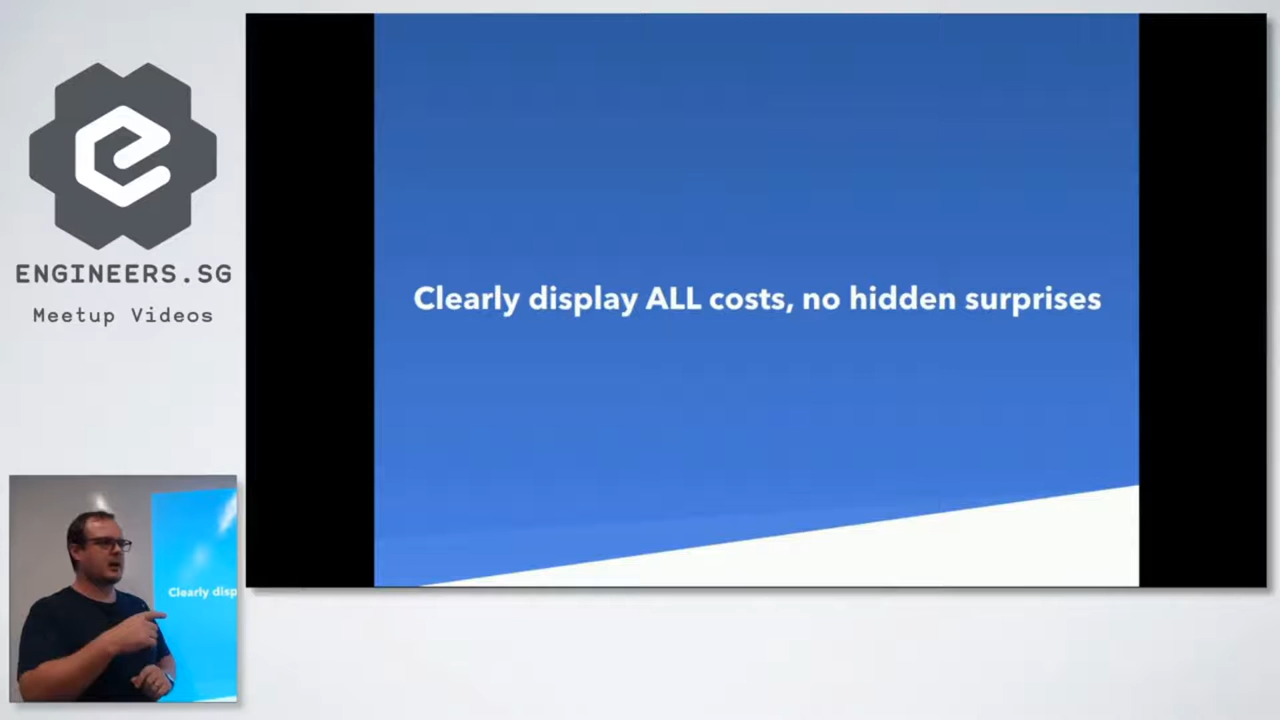 ENGINEERS.SG
Meetup Videos
Clearly display ALL costs, no hidden surprises
Clearly disp